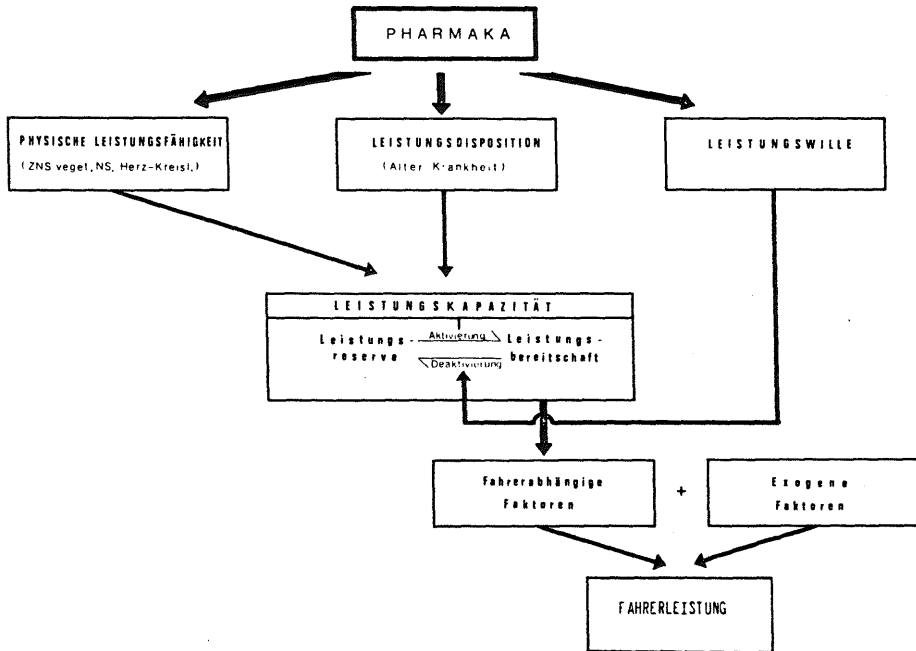 PHARMAKA
PHYSISCHE LEISTUNGSFÄHIGKEIT
(ZNS veget, NS, Herz-Kreisl.)
LEISTUNGSDISPOSITION
(Alter Krankheit)
LEISTUNGSWILLE
LEISTUNGSKAPAZITÄT
Leistungs-
reserve
Aktivierung
Deaktivierung
Leistungs-
bereitschaft
Fahrerabhängige
Faktoren
+
Exogene
Faktoren
FAHRERLEISTUNG